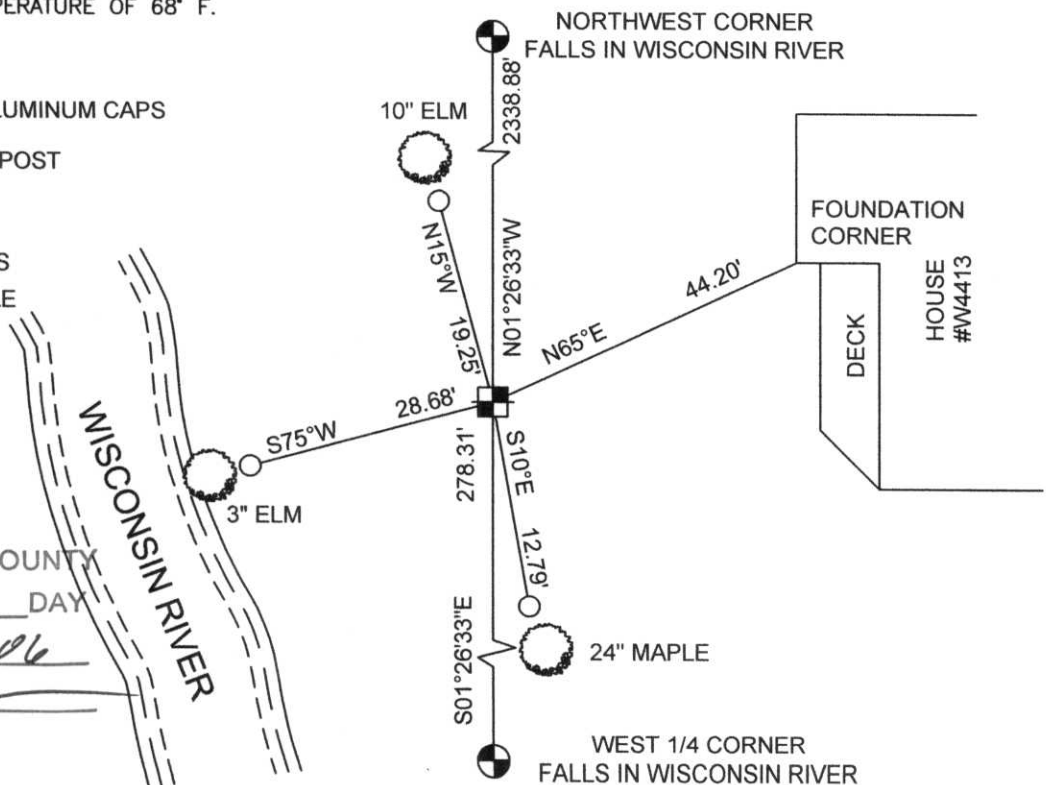 PERATURE OF 68° F.
NORTHWEST CORNER
FALLS IN WISCONSIN RIVER
LUMINUM CAPS
POST
S
LE
10" ELM
2338.88'
N01°26'33"W
N15°W 19.25'
FOUNDATION
CORNER
HOUSE
#W4413
DECK
N65°E 44.20'
S75°W 28.68'
3" ELM
WISCONSIN RIVER
278.31'
S01°26'33"E
S10°E 12.79'
24" MAPLE
OUNTY
DAY
06
WEST 1/4 CORNER
FALLS IN WISCONSIN RIVER